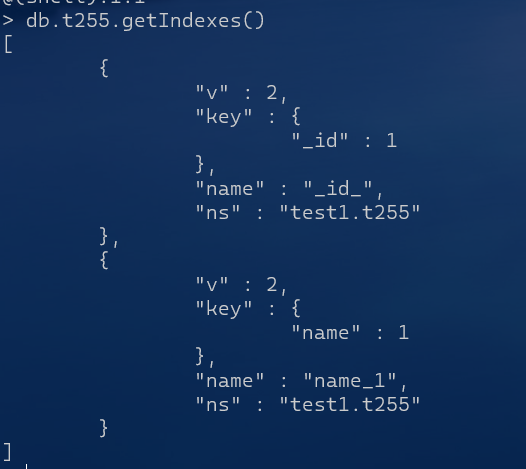 > db.t255.getIndexes()
[
        {
                "v" : 2,
                "key" : {
                        "_id" : 1
                },
                "name" : "_id_",
                "ns" : "test1.t255"
        },
        {
                "v" : 2,
                "key" : {
                        "name" : 1
                },
                "name" : "name_1",
                "ns" : "test1.t255"
        }
]